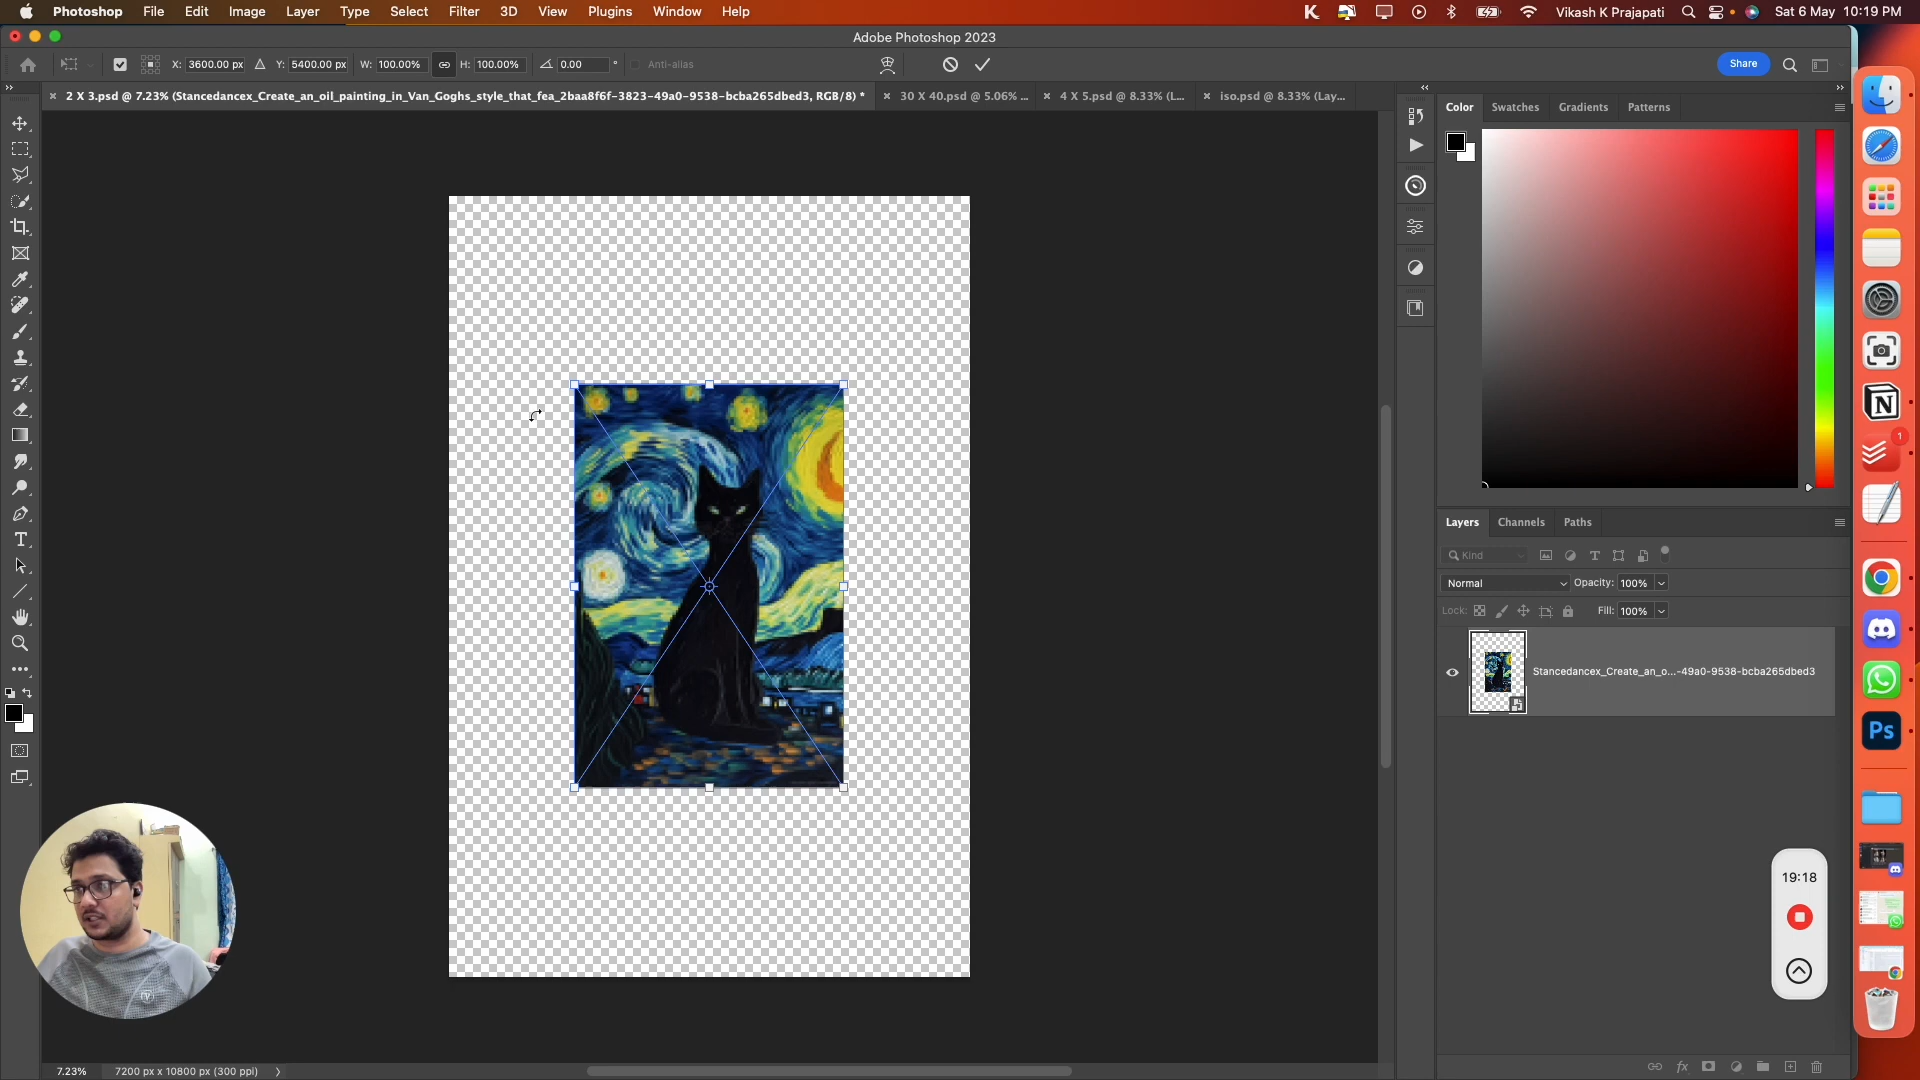 Photoshop File Edit Image Layer Type Select Filter 3D View Plugins Window Help Vikash K Prajapati Sat 6 May 10:19 PM
Adobe Photoshop 2023
X: 3600.00 px Y: 5400.00 px W: 100.00% H: 100.00% 0.00 ° Anti-alias Share
2 X 3.psd @ 7.23% (Stancedancex_Create_an_oil_painting_in_Van_Goghs_style_that_fea_2baa8f6f-3823-49a0-9538-bcba265dbed3, RGB/8) * 30 X 40.psd @ 5.06% ... 4 X 5.psd @ 8.33% (L... iso.psd @ 8.33% (Lay...
Color Swatches Gradients Patterns
Layers Channels Paths
Kind
Normal Opacity: 100%
Lock: Fill: 100%
Stancedancex_Create_an_o...-49a0-9538-bcba265dbed3
1
Ps
19:18
7.23% 7200 px x 10800 px (300 ppi)